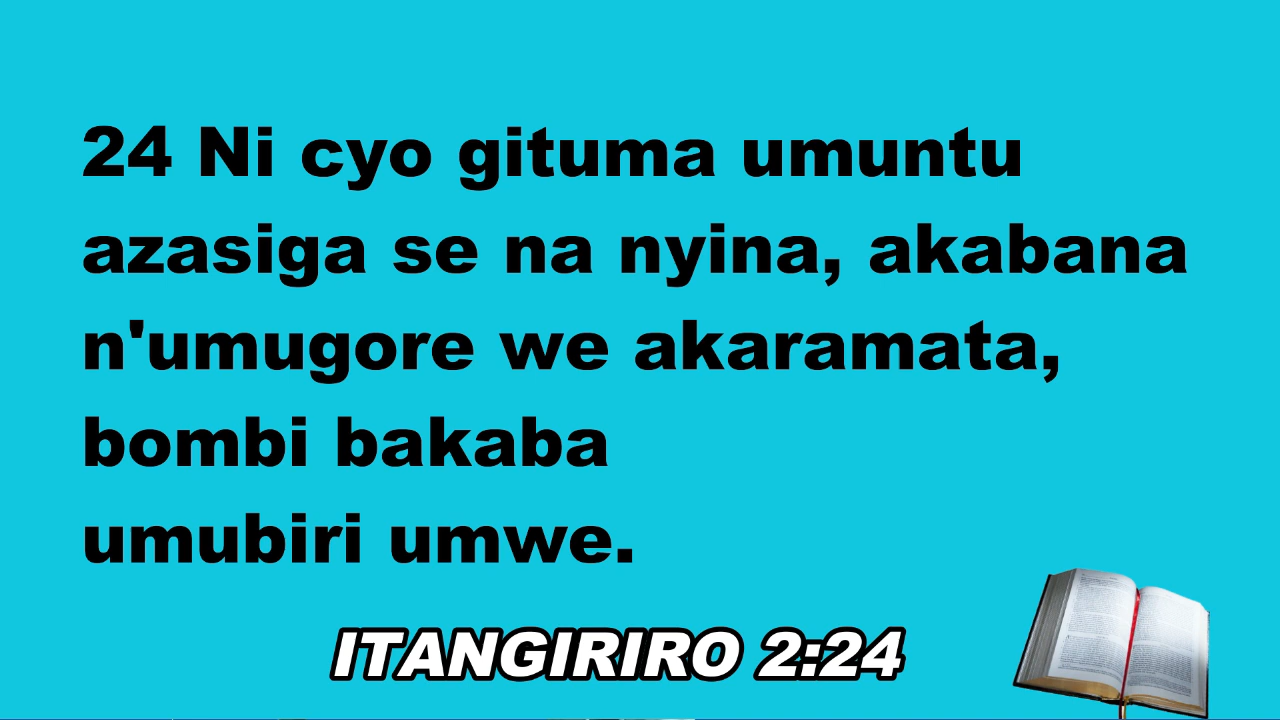 24 Ni cyo gituma umuntu
azasiga se na nyina, akabana
n'umugore we akaramata,
bombi bakaba
umubiri umwe.
ITANGIRIRO 2:24